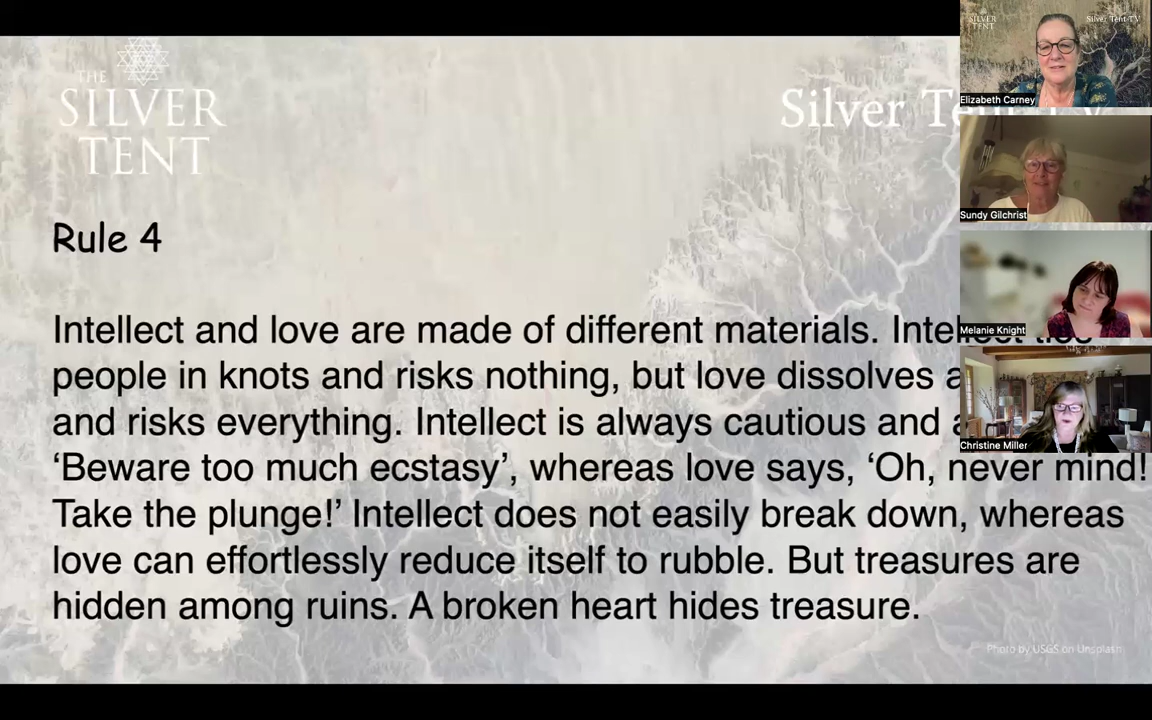 THE
SILVER
TENT
Silver Te
Rule 4
Intellect and love are made of different materials.
people in knots and risks nothing, but love dissolves
and risks everything. Intellect is always cautious and
‘Beware too much ecstasy’, whereas love says, ‘Oh, never mind!
Take the plunge!’ Intellect does not easily break down, whereas
love can effortlessly reduce itself to rubble. But treasures are
hidden among ruins. A broken heart hides treasure.
Photo by USGS on Unsplash
SILVER
TENT
Silver Tent TV
Elizabeth Carney
Sundy Gilchrist
Melanie Knight
Christine Miller